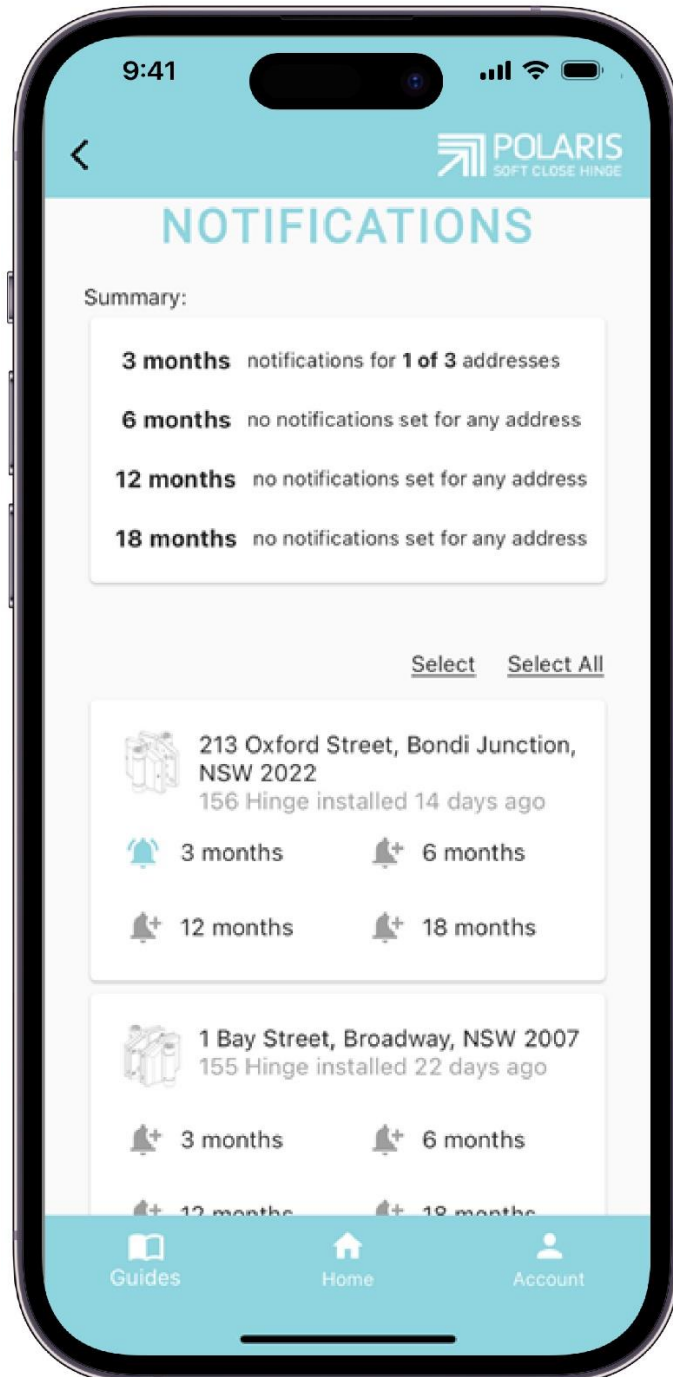 9:41
POLARIS
SOFT CLOSE HINGE
NOTIFICATIONS
Summary:
3 months notifications for 1 of 3 addresses
6 months no notifications set for any address
12 months no notifications set for any address
18 months no notifications set for any address
Select Select All
213 Oxford Street, Bondi Junction,
NSW 2022
156 Hinge installed 14 days ago
3 months 6 months
12 months 18 months
1 Bay Street, Broadway, NSW 2007
155 Hinge installed 22 days ago
3 months 6 months
12 months 18 months
Guides Home Account